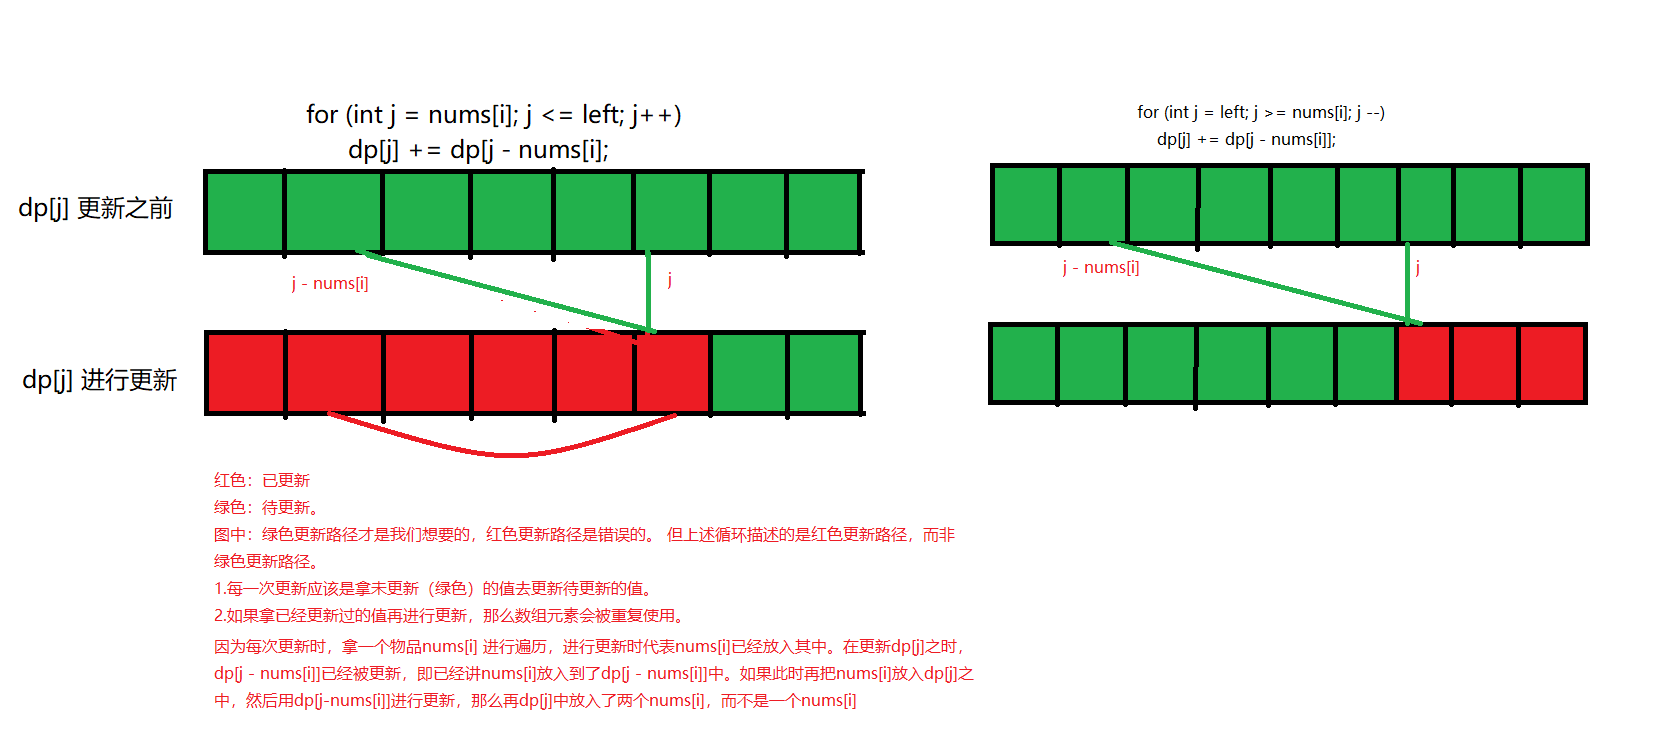 for (int j = nums[i]; j <= left; j++)
dp[j] += dp[j - nums[i];
for (int j = left; j >= nums[i]; j --)
dp[j] += dp[j - nums[i]];
dp[j] 更新之前
j - nums[i]
j
j - nums[i]
j
dp[j] 进行更新
红色：已更新
绿色：待更新。
图中：绿色更新路径才是我们想要的，红色更新路径是错误的。 但上述循环描述的是红色更新路径，而非
绿色更新路径。
1.每一次更新应该是拿未更新（绿色）的值去更新待更新的值。
2.如果拿已经更新过的值再进行更新，那么数组元素会被重复使用。
因为每次更新时，拿一个物品nums[i] 进行遍历，进行更新时代表nums[i]已经放入其中。在更新dp[j]之时，
dp[j - nums[i]]已经被更新，即已经讲nums[i]放入到了dp[j - nums[i]]中。如果此时再把nums[i]放入dp[j]之
中，然后用dp[j-nums[i]]进行更新，那么再dp[j]中放入了两个nums[i]，而不是一个nums[i]